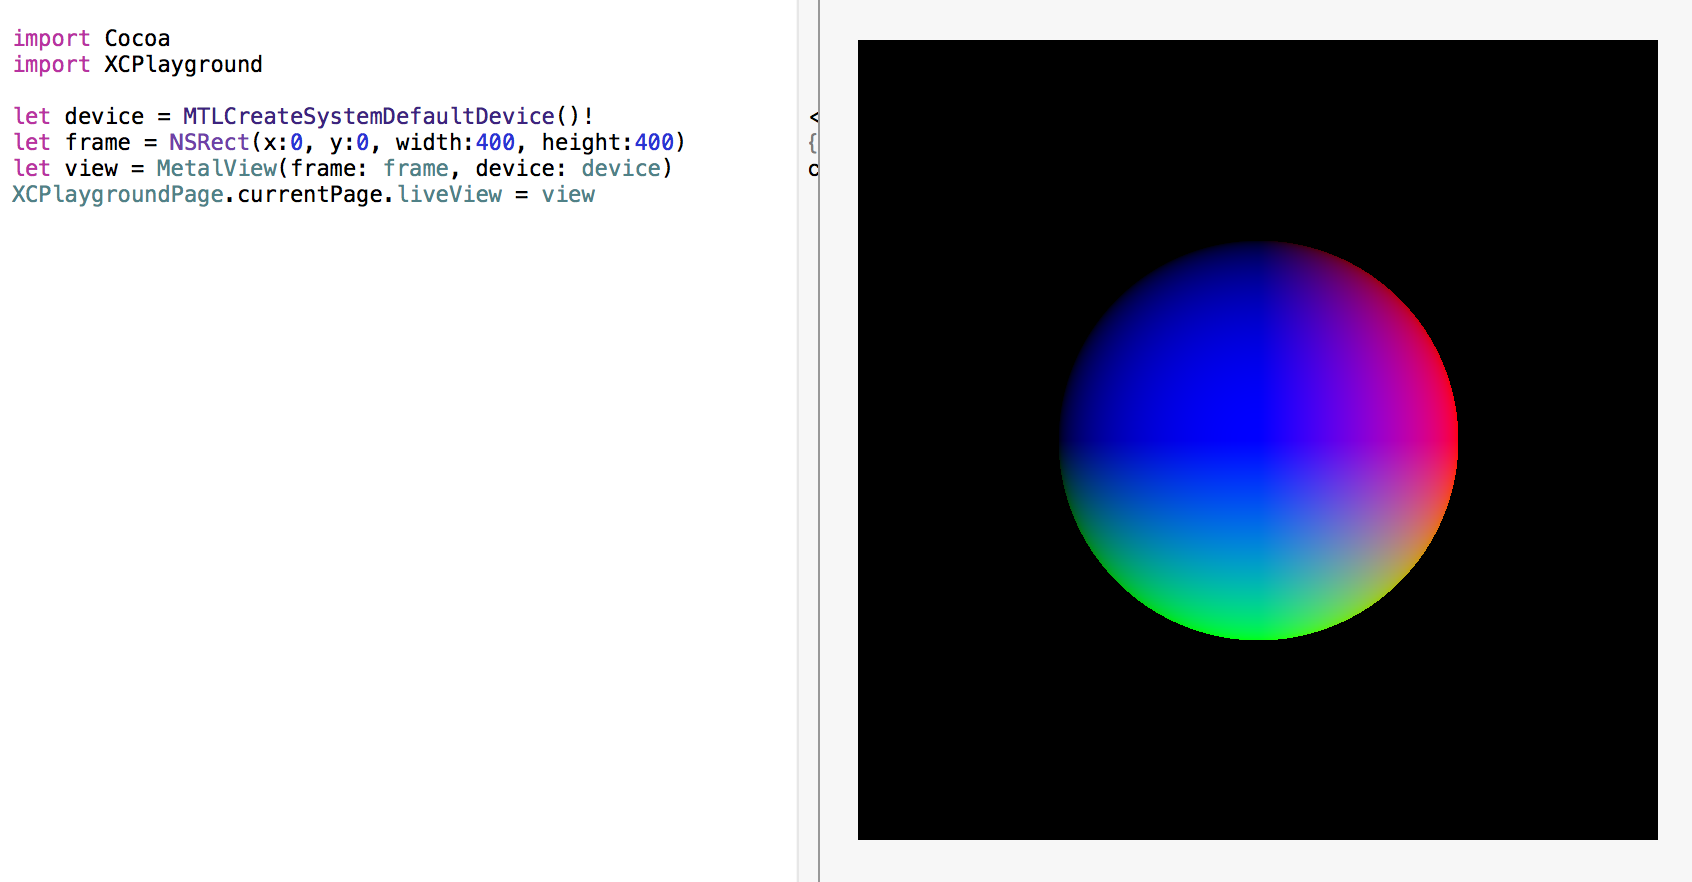 import Cocoa
import XCPlayground
let device = MTLCreateSystemDefaultDevice()!
let frame = NSRect(x:0, y:0, width:400, height:400)
let view = MetalView(frame: frame, device: device)
XCPlaygroundPage.currentPage.liveView = view